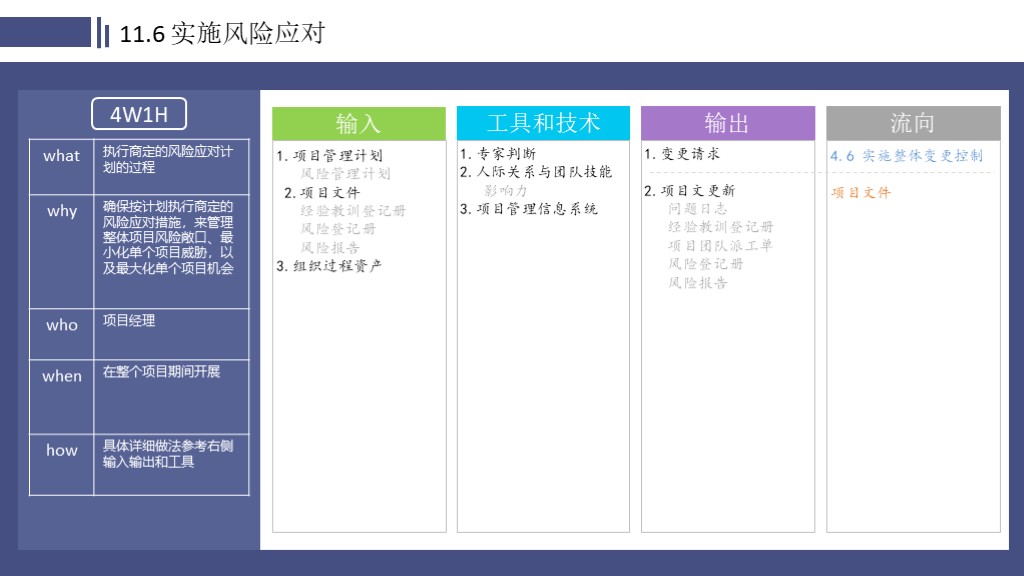 11.6 实施风险应对
4W1H
what
执行商定的风险应对计
划的过程
why
确保按计划执行商定的
风险应对措施，来管理
整体项目风险敞口、最
小化单个项目威胁，以
及最大化单个项目机会
who
项目经理
when
在整个项目期间开展
how
具体详细做法参考右侧
输入输出和工具
输入
1.项目管理计划
风险管理计划
2.项目文件
经验教训登记册
风险登记册
风险报告
3.组织过程资产
工具和技术
1.专家判断
2.人际关系与团队技能
影响力
3.项目管理信息系统
输出
1.变更请求
2.项目文更新
问题日志
经验教训登记册
项目团队派工单
风险登记册
风险报告
流向
4.6 实施整体变更控制
项目文件